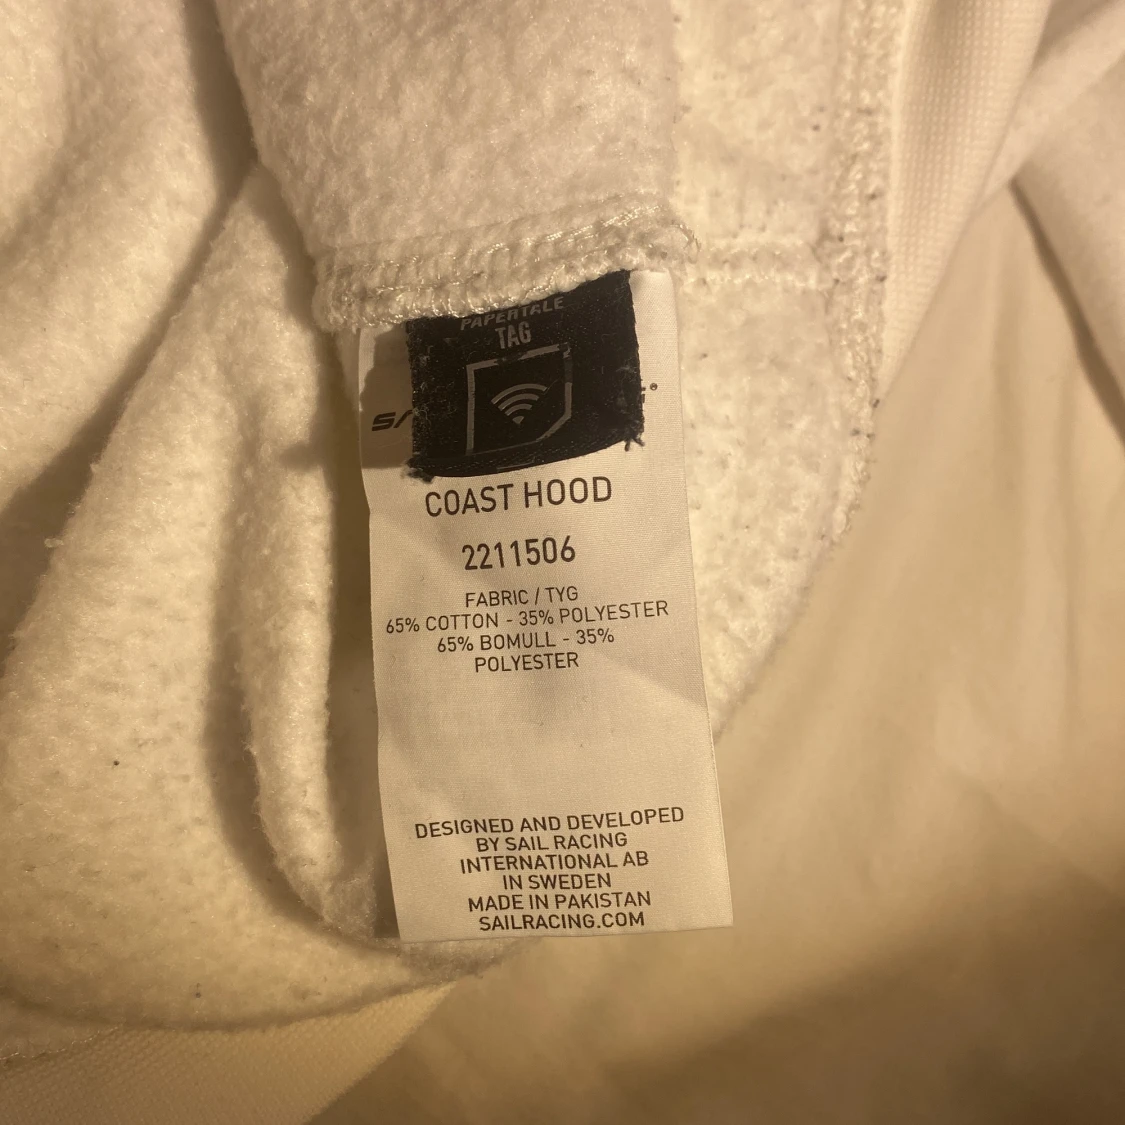 PAPERTALE
TAG
COAST HOOD
2211506
FABRIC / TYG
65% COTTON - 35% POLYESTER
65% BOMULL - 35%
POLYESTER
DESIGNED AND DEVELOPED
BY SAIL RACING
INTERNATIONAL AB
IN SWEDEN
MADE IN PAKISTAN
SAILRACING.COM